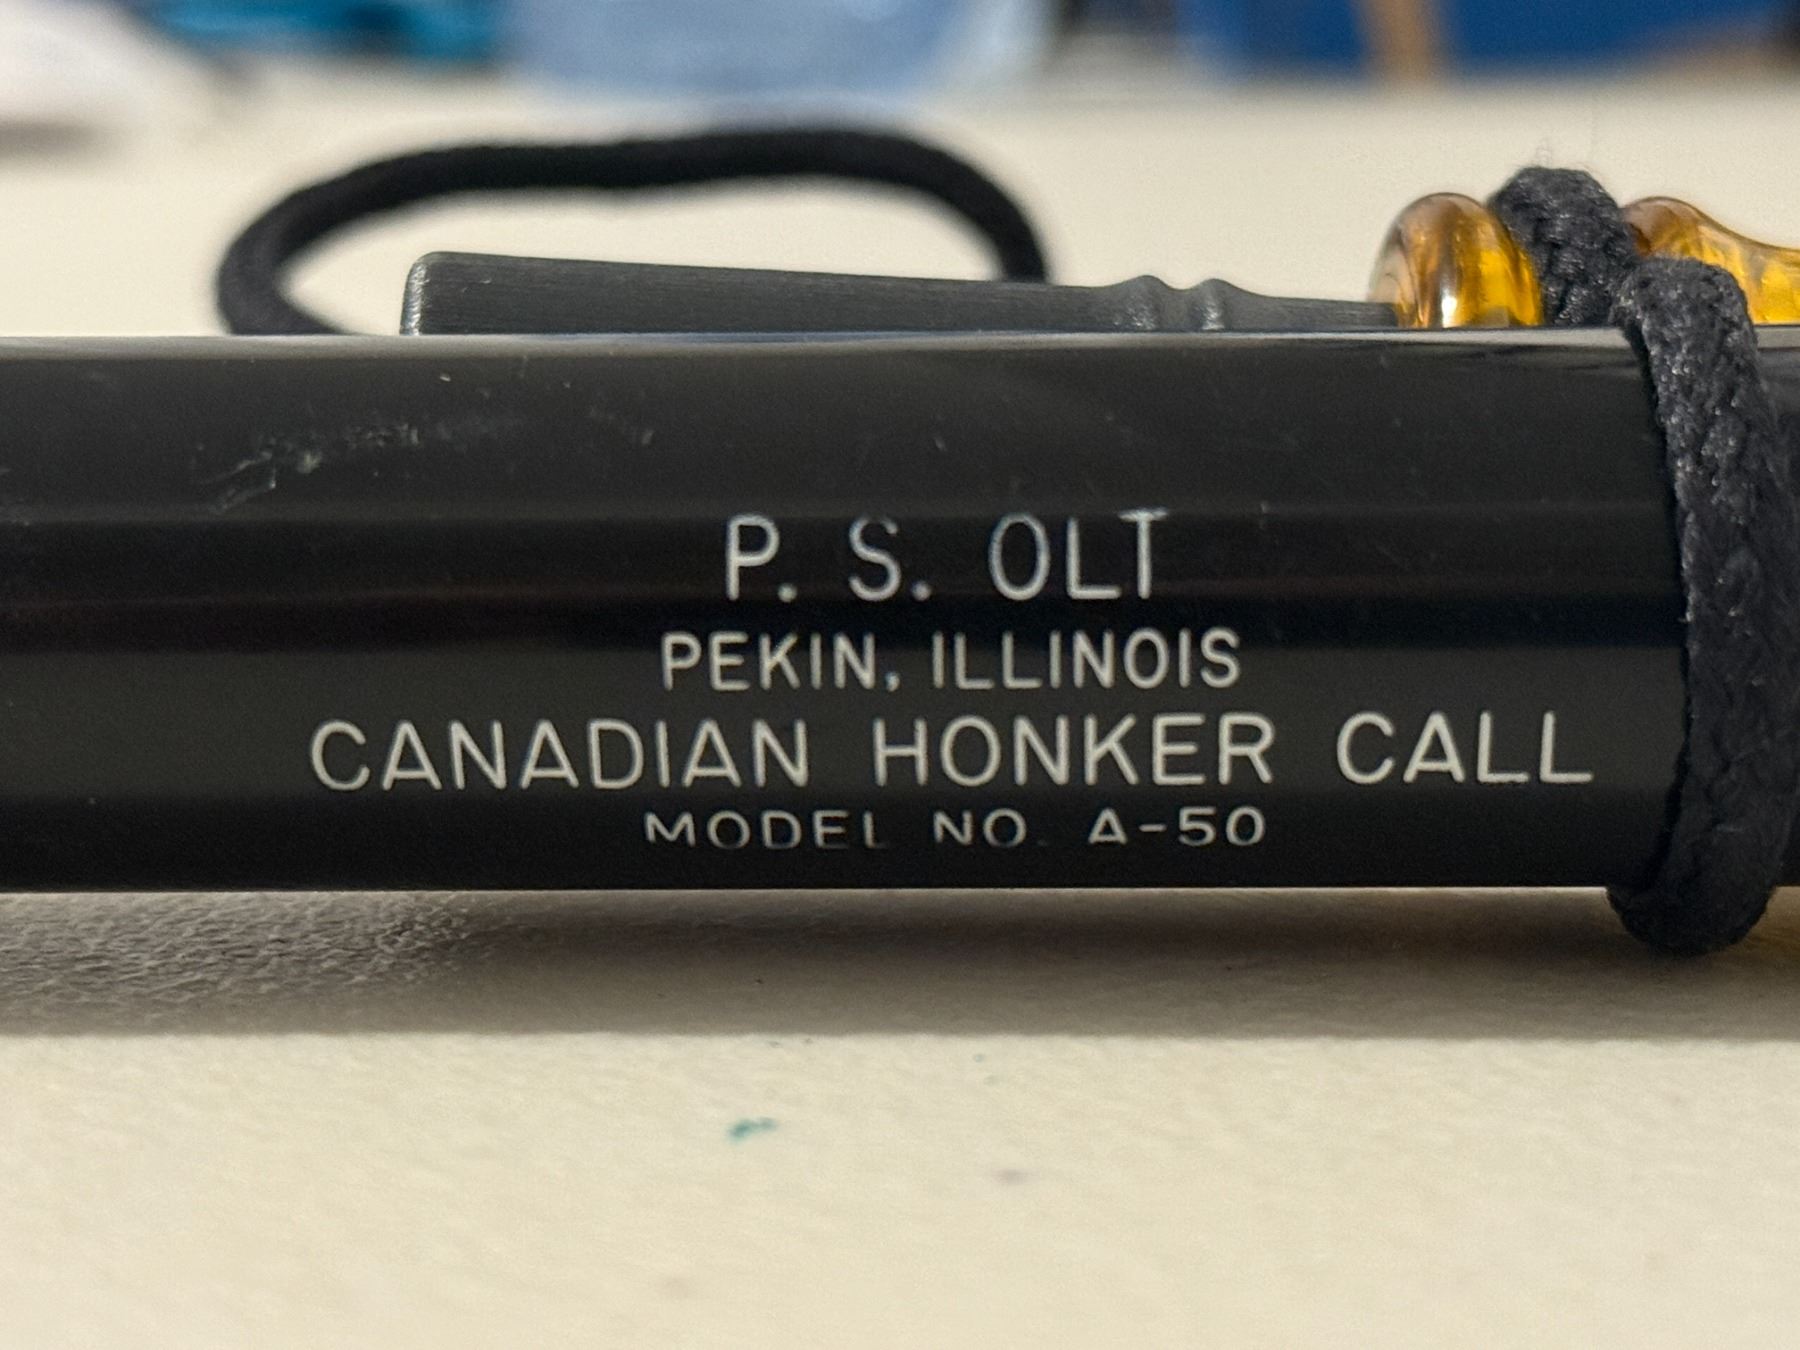 P. S. OLT
PEKIN, ILLINOIS
CANADIAN HONKER CALL
MODEL NO. A-50